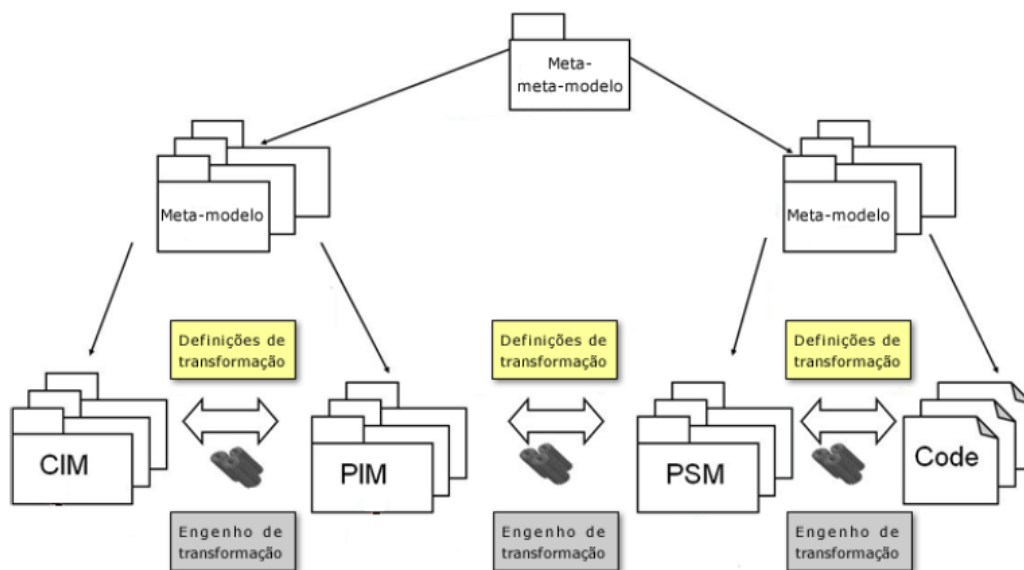 Meta-
meta-modelo
Meta-modelo
Meta-modelo
Definições de
transformação
Definições de
transformação
Definições de
transformação
CIM
PIM
PSM
Code
Engenho de
transformação
Engenho de
transformação
Engenho de
transformação